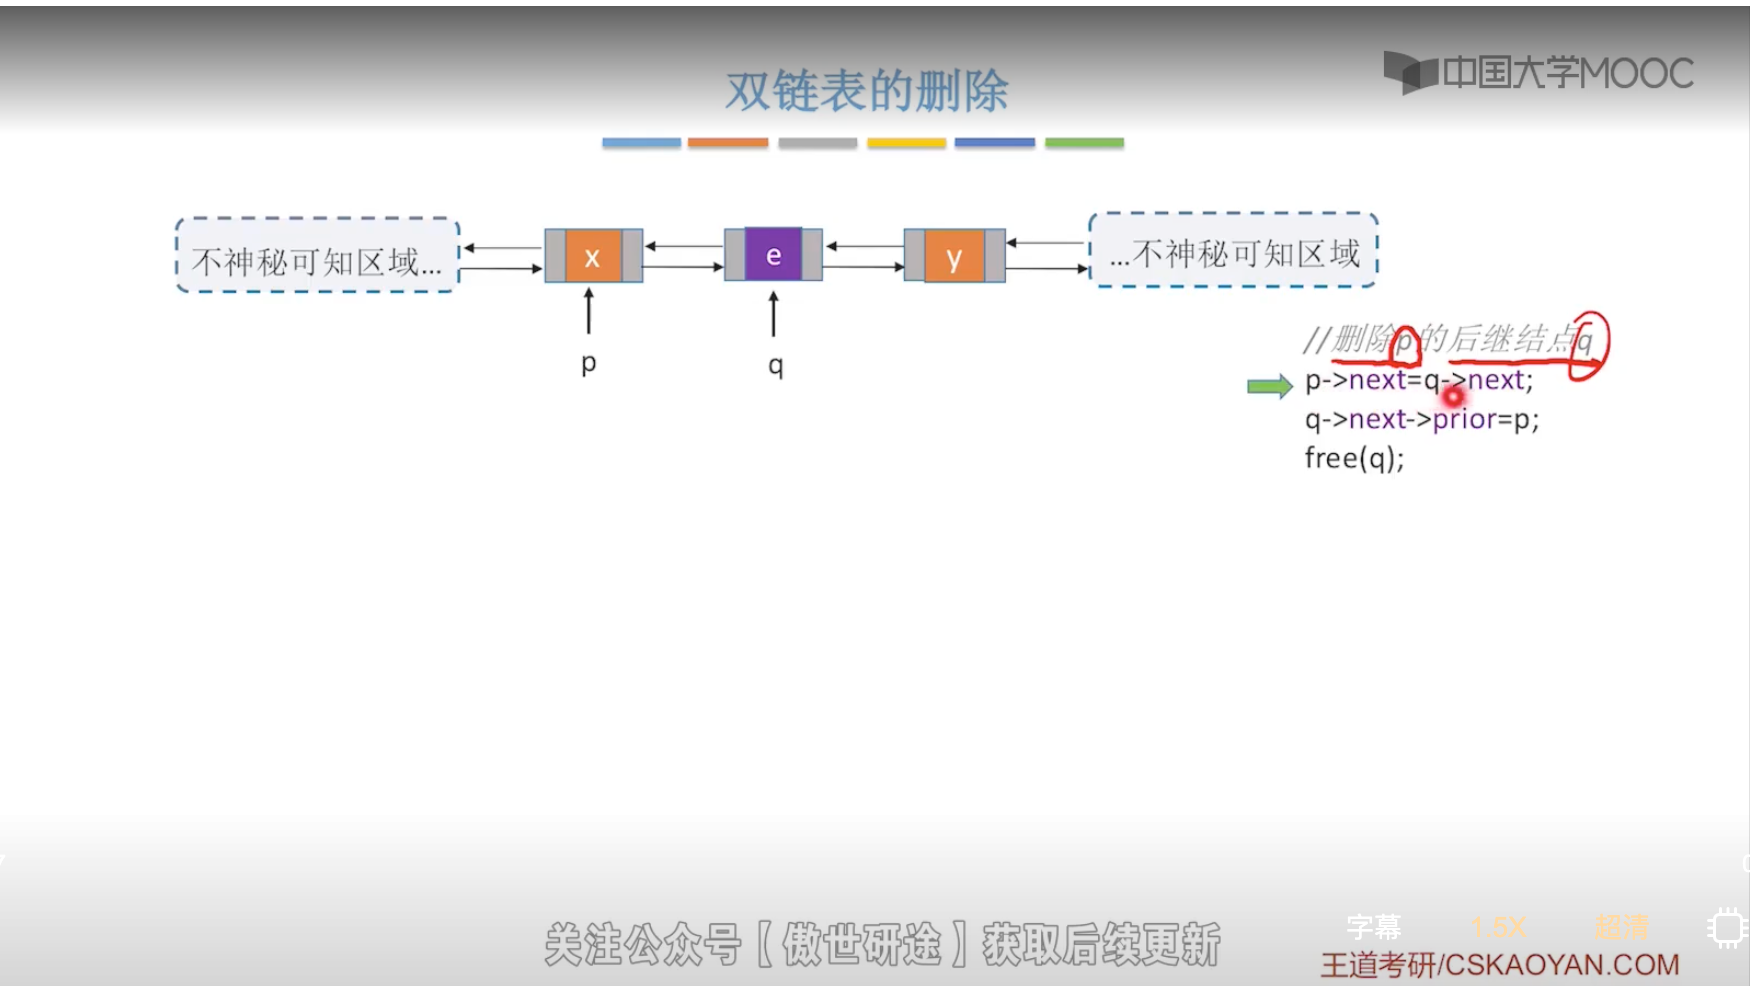 中国大学MOOC
双链表的删除
不神秘可知区域...
x
e
y
...不神秘可知区域
p
q
//删除p的后继结点q
p->next=q->next;
q->next->prior=p;
free(q);
字幕
1.5X
超清
关注公众号【傲世研途】获取后续更新
王道考研/CSKAOYAN.COM